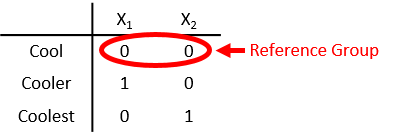 X₁ X₂
Cool 0 0 Reference Group
Cooler 1 0
Coolest 0 1